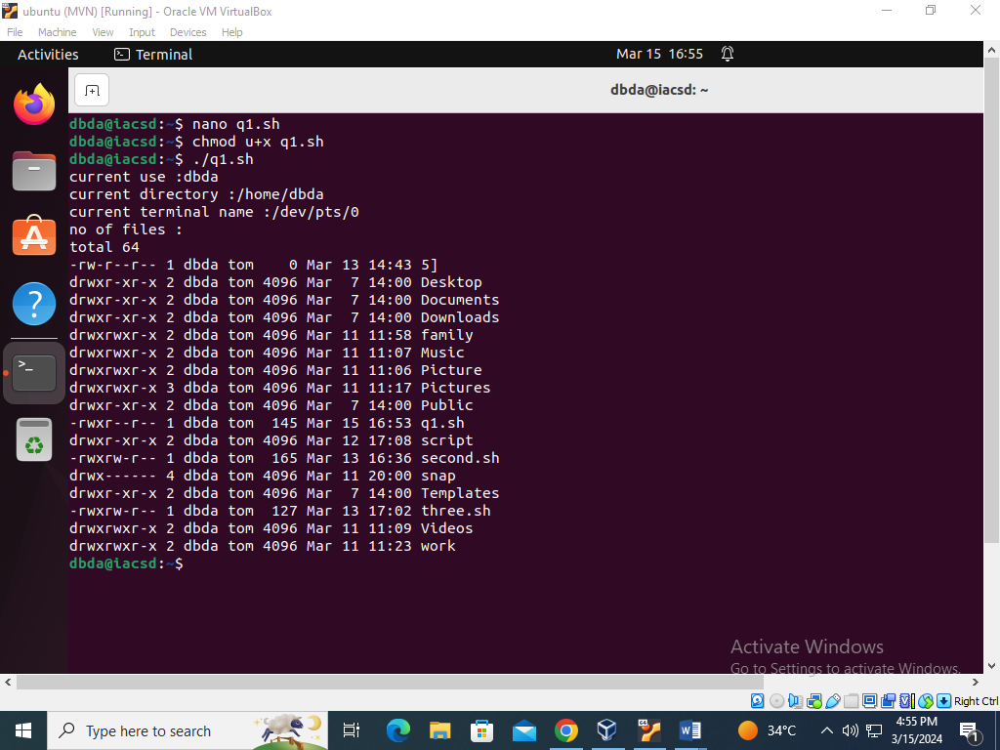 ubuntu (MVN) [Running] - Oracle VM VirtualBox
File Machine View Input Devices Help
Activities Terminal Mar 15 16:55
dbda@iacsd: ~
dbda@iacsd:~$ nano q1.sh
dbda@iacsd:~$ chmod u+x q1.sh
dbda@iacsd:~$ ./q1.sh
current use :dbda
current directory :/home/dbda
current terminal name :/dev/pts/0
no of files :
total 64
-rw-r--r-- 1 dbda tom    0 Mar 13 14:43 5]
drwxr-xr-x 2 dbda tom 4096 Mar  7 14:00 Desktop
drwxr-xr-x 2 dbda tom 4096 Mar  7 14:00 Documents
drwxr-xr-x 2 dbda tom 4096 Mar  7 14:00 Downloads
drwxrwxr-x 2 dbda tom 4096 Mar 11 11:58 family
drwxrwxr-x 2 dbda tom 4096 Mar 11 11:07 Music
drwxrwxr-x 2 dbda tom 4096 Mar 11 11:06 Picture
drwxrwxr-x 3 dbda tom 4096 Mar 11 11:17 Pictures
drwxr-xr-x 2 dbda tom 4096 Mar  7 14:00 Public
-rwxr--r-- 1 dbda tom  145 Mar 15 16:53 q1.sh
drwxr-xr-x 2 dbda tom 4096 Mar 12 17:08 script
-rwxrw-r-- 1 dbda tom  165 Mar 13 16:36 second.sh
drwx------ 4 dbda tom 4096 Mar 11 20:00 snap
drwxr-xr-x 2 dbda tom 4096 Mar  7 14:00 Templates
-rwxrw-r-- 1 dbda tom  127 Mar 13 17:02 three.sh
drwxrwxr-x 2 dbda tom 4096 Mar 11 11:09 Videos
drwxrwxr-x 2 dbda tom 4096 Mar 11 11:23 work
dbda@iacsd:~$
Activate Windows
Go to Settings to activate Windows.
Right Ctrl
Type here to search
34°C
4:55 PM
3/15/2024
1